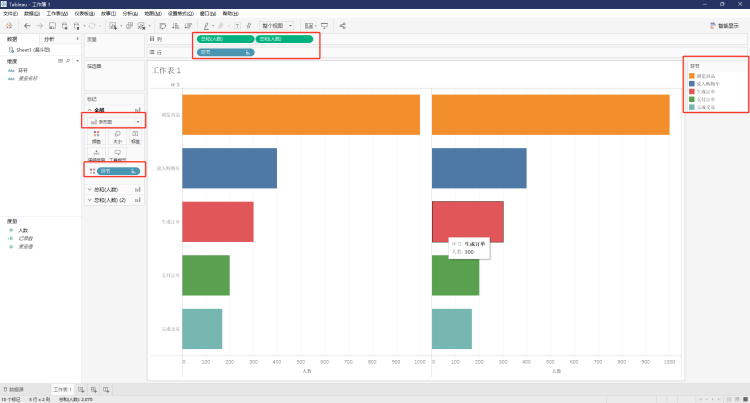 Tableau - 工作簿 1
文件(F) 数据(D) 工作表(W) 仪表板(B) 故事(T) 分析(A) 地图(M) 设置格式(O) 窗口(N) 帮助(H)
整个视图
智能显示
数据 分析
Sheet1 (漏斗图)
维度
Abc 环节
Abc 度量名称
度量
人数
记录数
度量值
页面
筛选器
标记
全部
条形图
颜色 大小 标签
详细信息 工具提示
环节
总和(人数)
总和(人数) (2)
列 总和(人数) 总和(人数)
行 环节
工作表 1
环节
浏览商品
放入购物车
生成订单
支付订单
完成交易
环节: 生成订单
人数: 300
0 100 200 300 400 500 600 700 800 900 1000
人数
0 100 200 300 400 500 600 700 800 900 1000
人数
环节
浏览商品
放入购物车
生成订单
支付订单
完成交易
数据源 工作表 1
10 个标记 5 行 x 2 列 总和(人数): 2,070